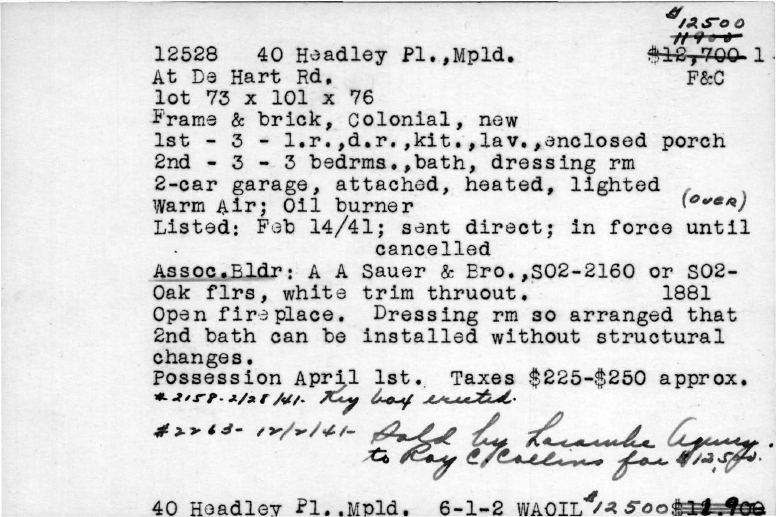 $12500
11900
12528 40 Headley Pl.,Mpld. $12,700 1
At De Hart Rd. F&C
lot 73 x 101 x 76
Frame & brick, Colonial, new
1st - 3 - l.r.,d.r.,kit.,lav.,enclosed porch
2nd - 3 - 3 bedrms.,bath, dressing rm
2-car garage, attached, heated, lighted
Warm Air; Oil burner (OVER)
Listed: Feb 14/41; sent direct; in force until
cancelled
Assoc.Bldr: A A Sauer & Bro.,SO2-2160 or SO2-
Oak flrs, white trim thruout. 1881
Open fireplace. Dressing rm so arranged that
2nd bath can be installed without structural
changes.
Possession April 1st. Taxes $225-$250 approx.
#2158-2/28/41- Key box erected.
#2263- 12/2/41- Sold by Larambe Agency.
to Roy C. Collins for $12,500.
40 Headley Pl.,Mpld. 6-1-2 WAOIL $12500 $11,900